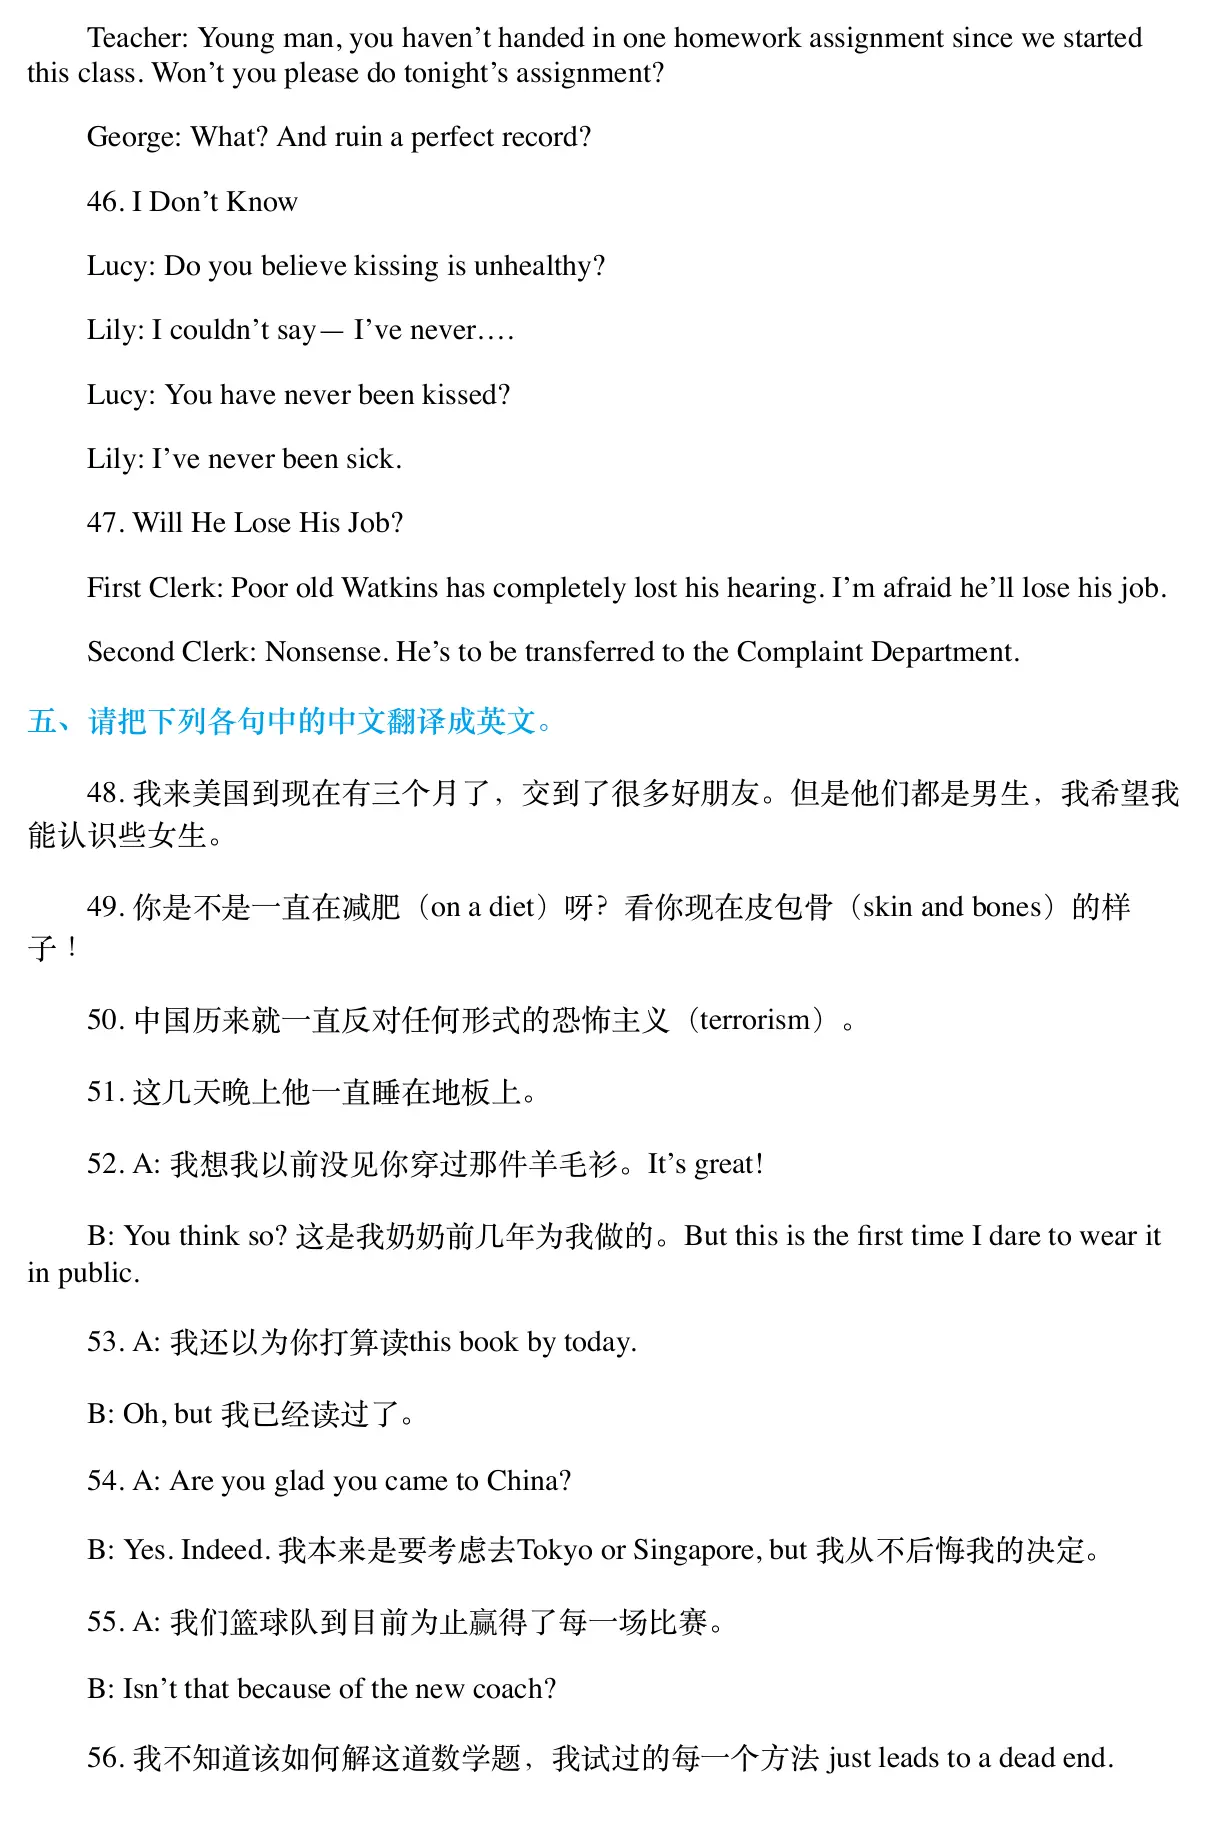 Teacher: Young man, you haven’t handed in one homework assignment since we started
this class. Won’t you please do tonight’s assignment?
George: What? And ruin a perfect record?
46. I Don’t Know
Lucy: Do you believe kissing is unhealthy?
Lily: I couldn’t say— I’ve never….
Lucy: You have never been kissed?
Lily: I’ve never been sick.
47. Will He Lose His Job?
First Clerk: Poor old Watkins has completely lost his hearing. I’m afraid he’ll lose his job.
Second Clerk: Nonsense. He’s to be transferred to the Complaint Department.
五、请把下列各句中的中文翻译成英文。
48. 我来美国到现在有三个月了，交到了很多好朋友。但是他们都是男生，我希望我
能认识些女生。
49. 你是不是一直在减肥（on a diet）呀？看你现在皮包骨（skin and bones）的样
子！
50. 中国历来就一直反对任何形式的恐怖主义（terrorism）。
51. 这几天晚上他一直睡在地板上。
52. A: 我想我以前没见你穿过那件羊毛衫。It’s great!
B: You think so? 这是我奶奶前几年为我做的。But this is the first time I dare to wear it
in public.
53. A: 我还以为你打算读this book by today.
B: Oh, but 我已经读过了。
54. A: Are you glad you came to China?
B: Yes. Indeed. 我本来是要考虑去Tokyo or Singapore, but 我从不后悔我的决定。
55. A: 我们篮球队到目前为止赢得了每一场比赛。
B: Isn’t that because of the new coach?
56. 我不知道该如何解这道数学题，我试过的每一个方法 just leads to a dead end.